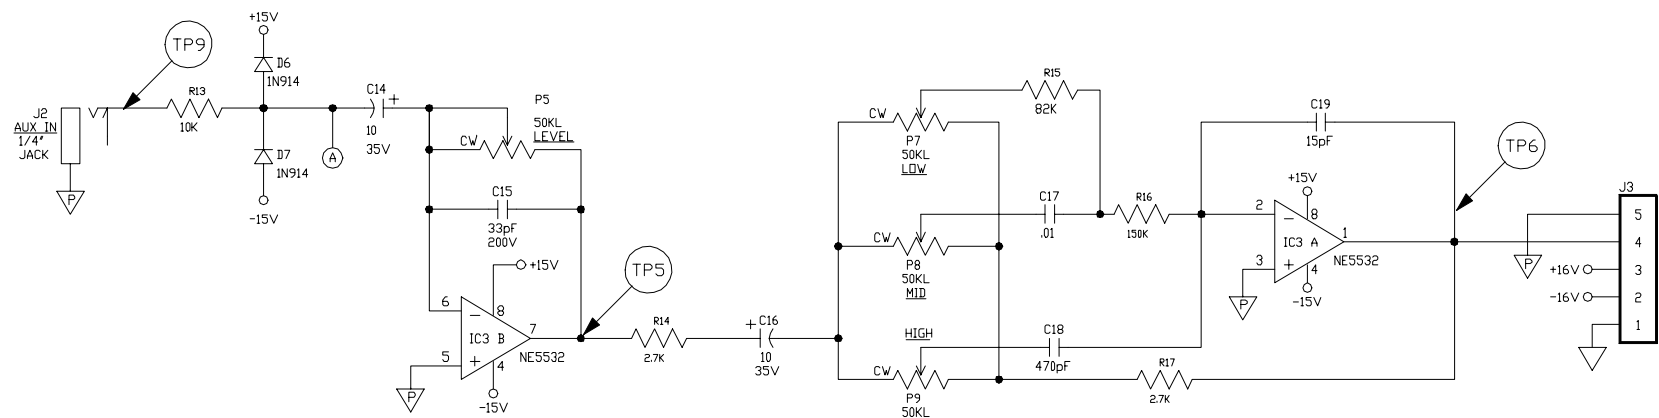 J2
AUX IN
1/4"
JACK
P
TP9
R13
10K
+15V
D6
1N914
D7
1N914
-15V
A
C14
+
10
35V
P5
50KL
LEVEL
CW
C15
33pF
200V
+15V
6
-
8
IC3 B
7
5
+
4
NE5532
P
-15V
TP5
R14
2.7K
+
C16
10
35V
CW
P7
50KL
LOW
R15
82K
CW
P8
50KL
MID
C17
.01
R16
150K
HIGH
CW
P9
50KL
C18
470pF
R17
2.7K
C19
15pF
+15V
2
-
8
IC3 A
1
3
+
4
NE5532
P
-15V
TP6
J3
5
4
P
+16V
3
-16V
2
1